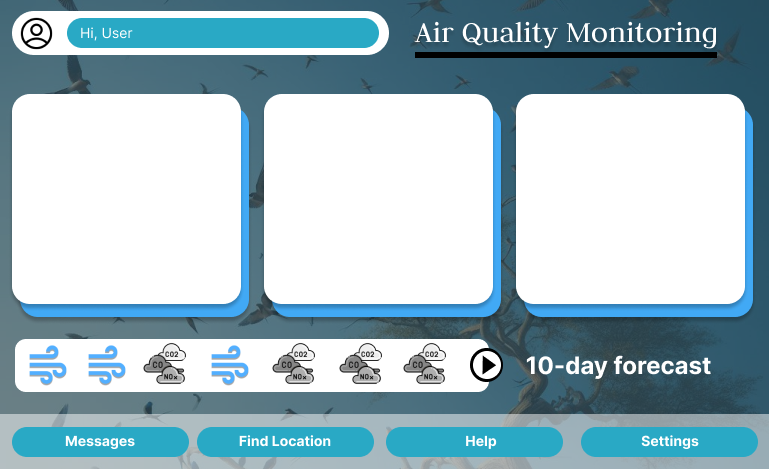 Hi, User
Air Quality Monitoring
CO2
CO
NOx
CO2
CO
NOx
CO2
CO
NOx
CO2
CO
NOx
10-day forecast
Messages
Find Location
Help
Settings